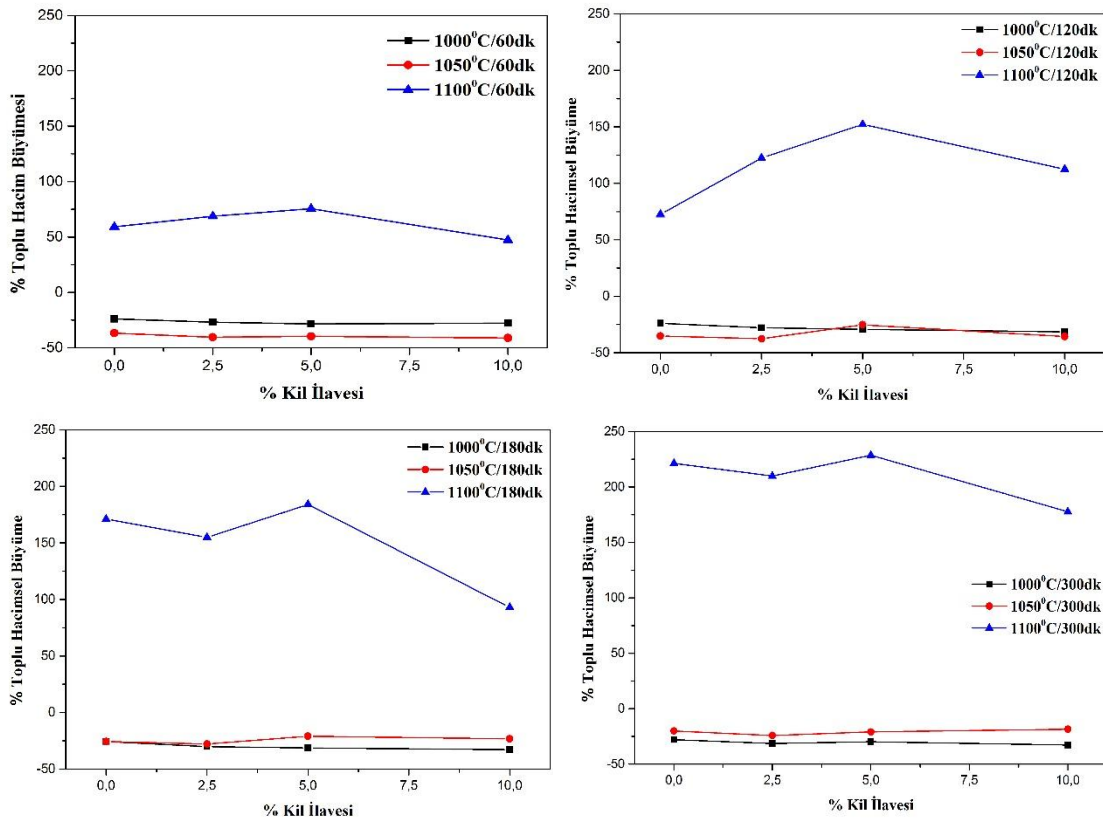 250
200
150
100
50
0
-50
% Toplu Hacim Büyümesi
1000⁰C/60dk
1050⁰C/60dk
1100⁰C/60dk
0,0 2,5 5,0 7,5 10,0
% Kil İlavesi
250
200
150
100
50
0
-50
% Toplu Hacimsel Büyüme
1000⁰C/120dk
1050⁰C/120dk
1100⁰C/120dk
0,0 2,5 5,0 7,5 10,0
% Kil İlavesi
250
200
150
100
50
0
-50
% Toplu Hacimsel Büyüme
1000⁰C/180dk
1050⁰C/180dk
1100⁰C/180dk
0,0 2,5 5,0 7,5 10,0
% Kil İlavesi
250
200
150
100
50
0
-50
% Toplu Hacimsel Büyüme
1000⁰C/300dk
1050⁰C/300dk
1100⁰C/300dk
0,0 2,5 5,0 7,5 10,0
% Kil İlavesi